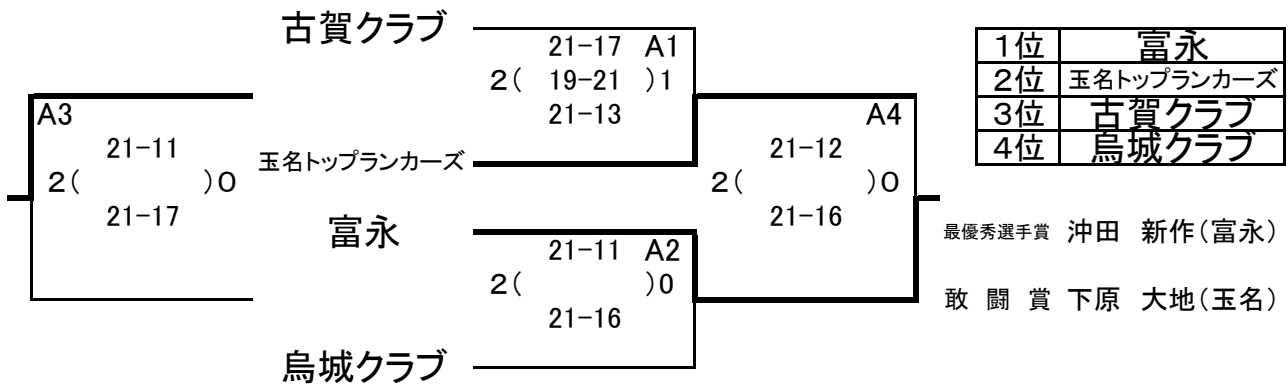 古賀クラブ
21-17 A1
2( 19-21 )1
21-13
玉名トップランカーズ
富永
21-11 A2
2( )0
21-16
烏城クラブ
A3
21-11
2( )0
21-17
A4
21-12
2( )0
21-16
1位 富永
2位 玉名トップランカーズ
3位 古賀クラブ
4位 烏城クラブ
最優秀選手賞 沖田 新作(富永)
敢闘賞 下原 大地(玉名)